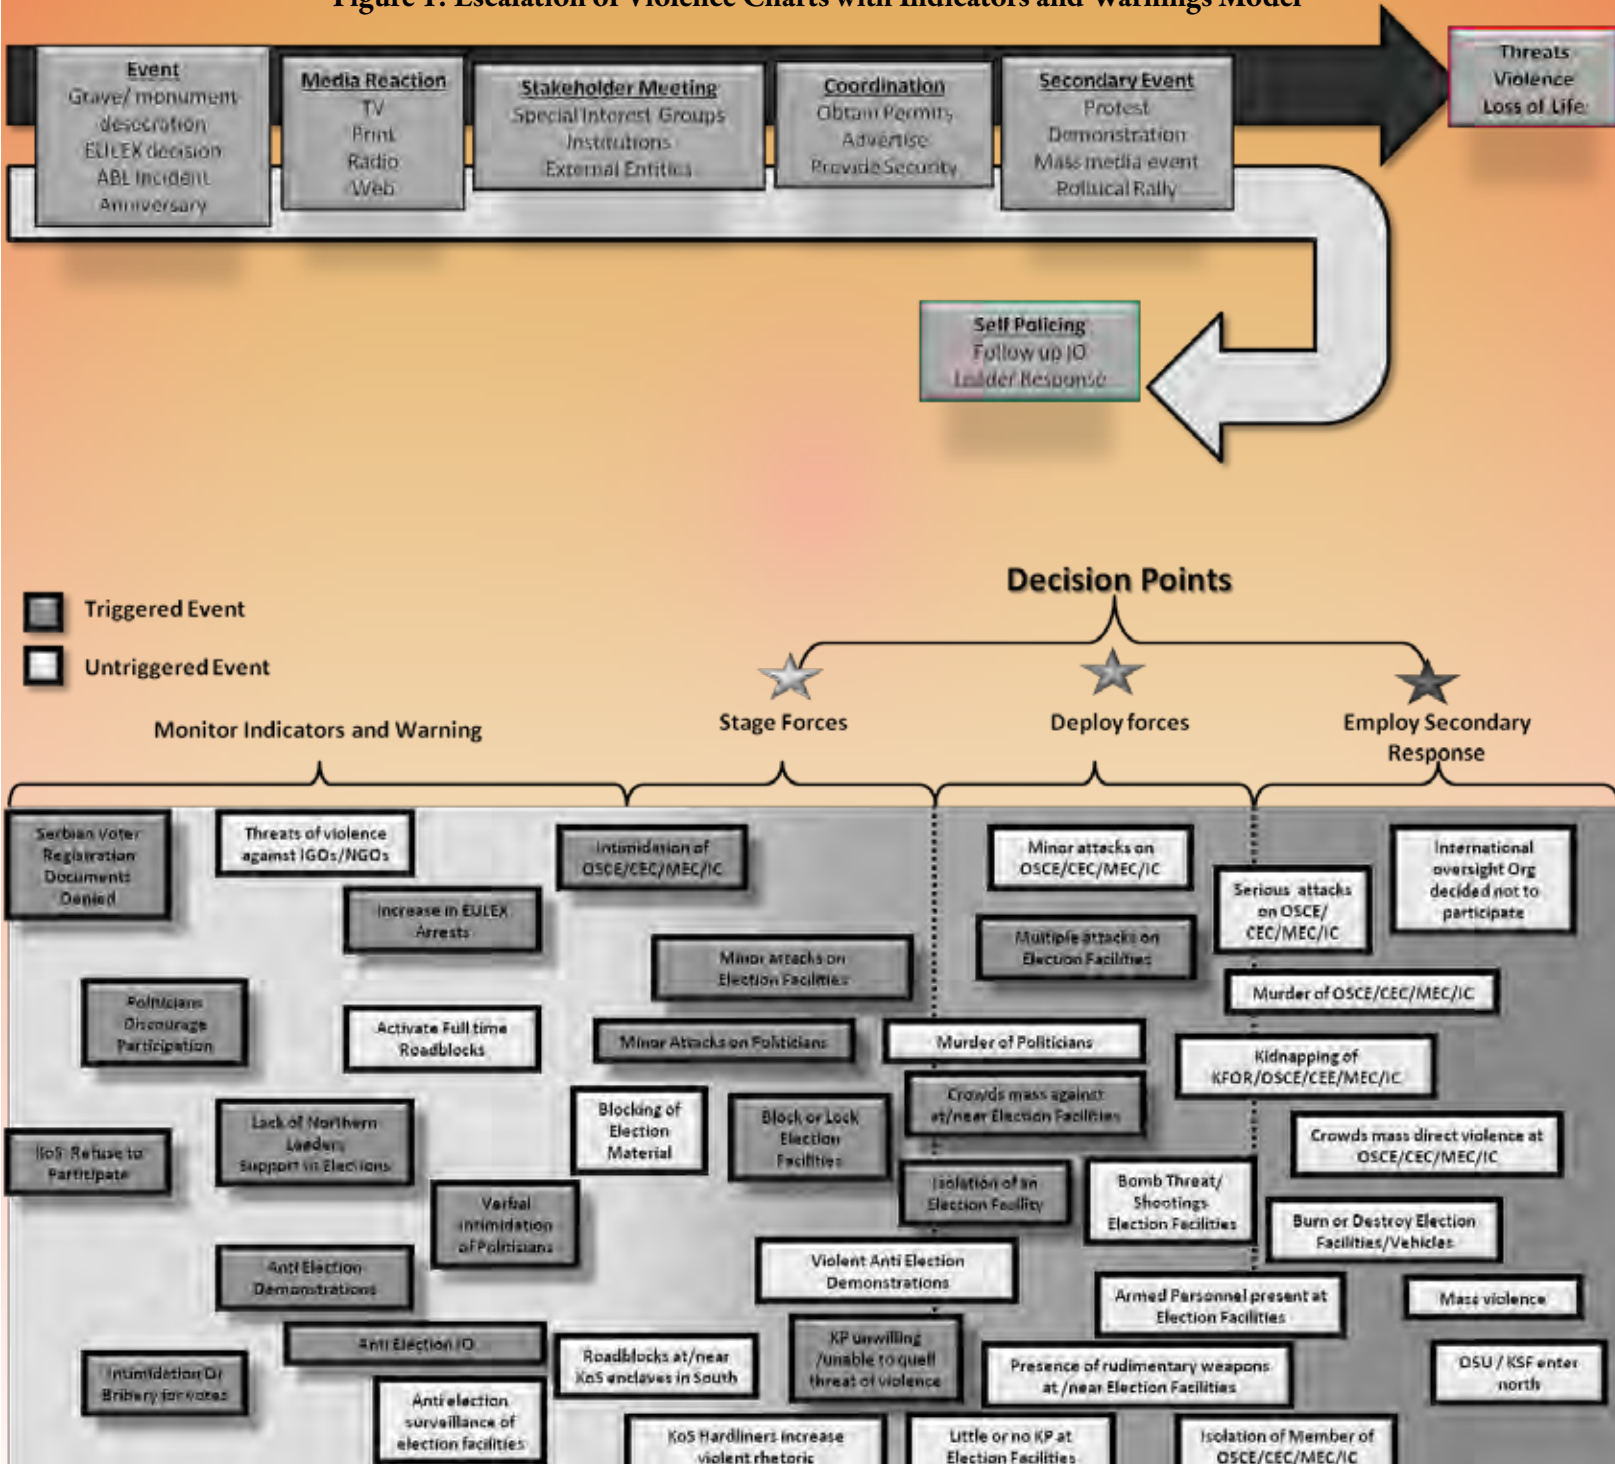 Figure 1: Escalation of Violence Charts with Indicators and Warnings Model
Event
Grave/ monument
desecration
EULEX decision
ABL Incident
Anniversary
Media Reaction
TV
Print
Radio
Web
Stakeholder Meeting
Special Interest Groups
Institutions
External Entities
Coordination
Obtain Permits
Advertise
Provide Security
Secondary Event
Protest
Demonstration
Mass media event
Political Rally
Threats
Violence
Loss of Life
Self Policing
Follow up IO
Leader Response
Decision Points
Triggered Event
Untriggered Event
Monitor Indicators and Warning
Stage Forces
Deploy forces
Employ Secondary
Response
Serbian Voter
Registration
Documents
Denied
Threats of violence
against IGOs/NGOs
Increase in EULEX
Arrests
Politicians
Discourage
Participation
Activate Full time
Roadblocks
Lack of Northern
Leaders
Support in Elections
KoS Refuse to
Participate
Verbal
intimidation
of Politicians
Anti Election
Demonstrations
Anti Election IO
Intimidation Or
Bribery for votes
Anti election
surveillance of
election facilities
Intimidation of
OSCE/CEC/MEC/IC
Minor attacks on
Election Facilities
Minor Attacks on Politicians
Blocking of
Election
Material
Block or Lock
Election
Facilities
Violent Anti Election
Demonstrations
Roadblocks at/near
KoS enclaves in South
KP unwilling
/unable to quell
threat of violence
KoS Hardliners increase
violent rhetoric
Minor attacks on
OSCE/CEC/MEC/IC
Multiple attacks on
Election Facilities
Murder of Politicians
Crowds mass against
at/near Election Facilities
Isolation of an
Election Facility
Bomb Threat/
Shootings
Election Facilities
Armed Personnel present at
Election Facilities
Presence of rudimentary weapons
at /near Election Facilities
Little or no KP at
Election Facilities
Serious attacks
on OSCE/
CEC/MEC/IC
International
oversight Org
decided not to
participate
Murder of OSCE/CEC/MEC/IC
Kidnapping of
KFOR/OSCE/CEE/MEC/IC
Crowds mass direct violence at
OSCE/CEC/MEC/IC
Burn or Destroy Election
Facilities/Vehicles
Mass violence
OSU / KSF enter
north
Isolation of Member of
OSCE/CEC/MEC/IC